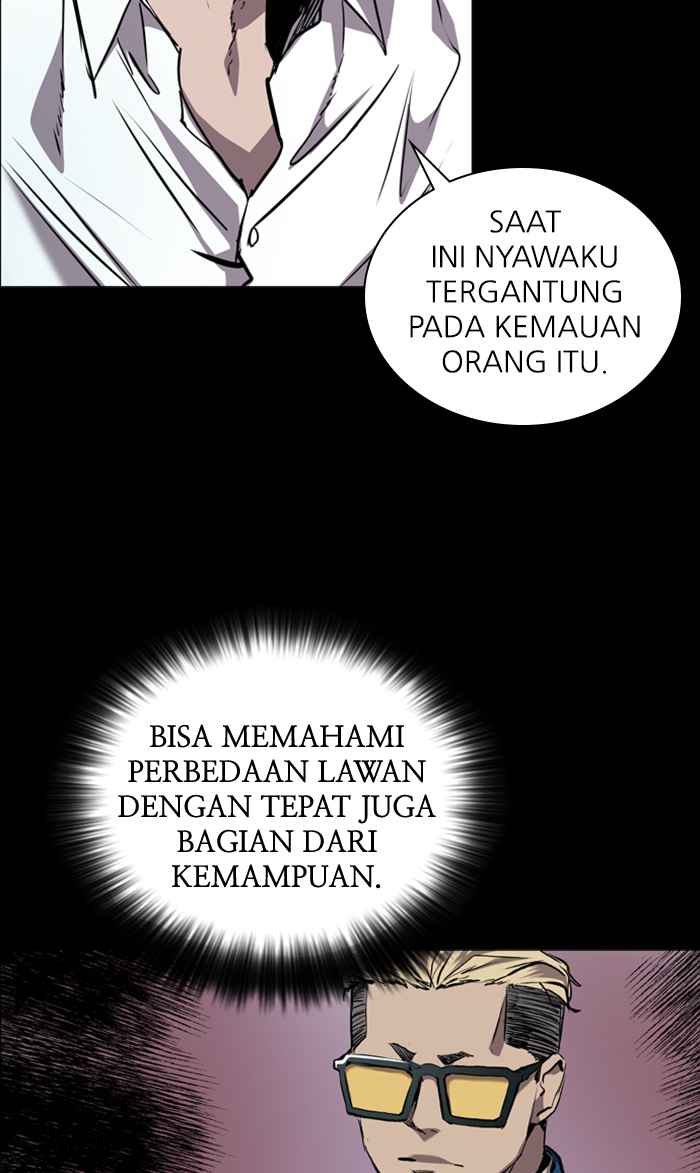 SAAT
INI NYAWAKU
TERGANTUNG
PADA KEMAUAN
ORANG ITU.
BISA MEMAHAMI
PERBEDAAN LAWAN
DENGAN TEPAT JUGA
BAGIAN DARI
KEMAMPUAN.